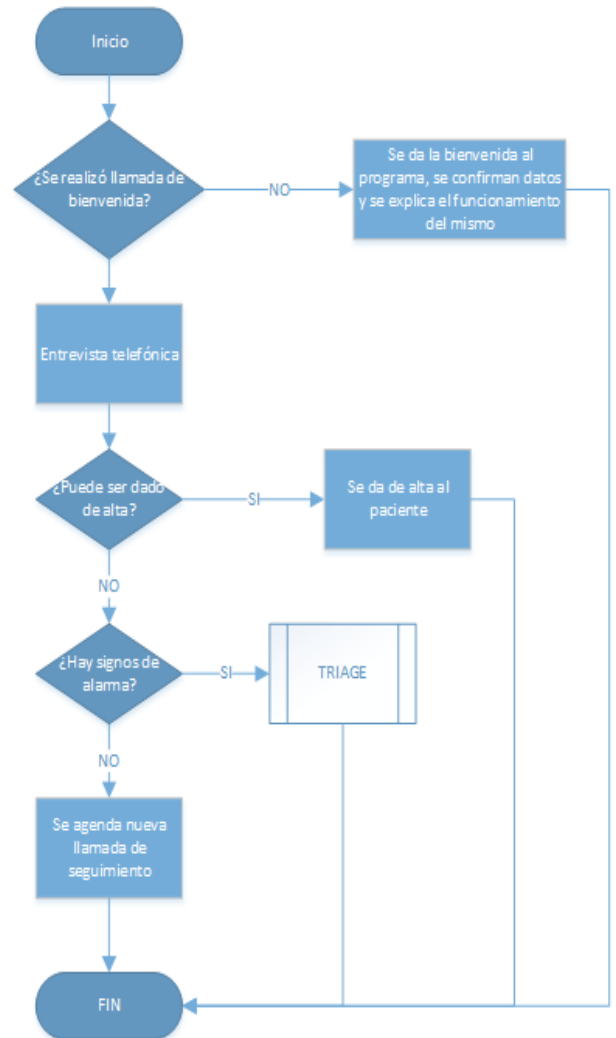 Inicio
¿Se realizó llamada de
bienvenida?
NO
Se da la bienvenida al
programa, se confirman datos
y se explica el funcionamiento
del mismo
Entrevista telefónica
¿Puede ser dado
de alta?
SI
Se da de alta al
paciente
NO
¿Hay signos de
alarma?
SI
TRIAGE
NO
Se agenda nueva
llamada de
seguimiento
FIN